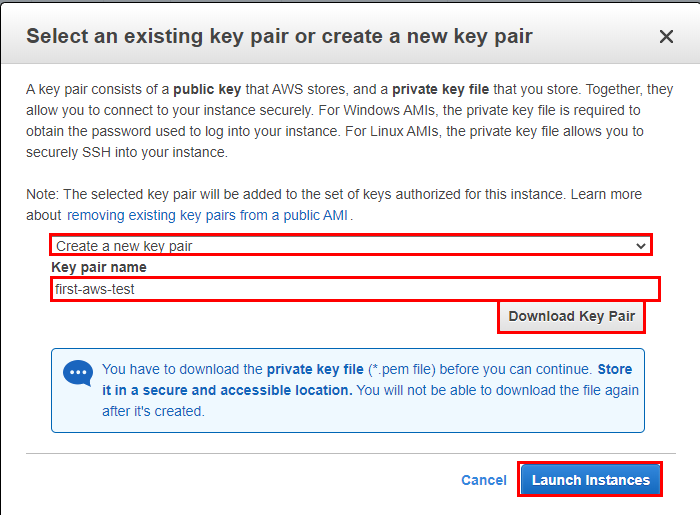 Select an existing key pair or create a new key pair
A key pair consists of a public key that AWS stores, and a private key file that you store. Together, they
allow you to connect to your instance securely. For Windows AMIs, the private key file is required to
obtain the password used to log into your instance. For Linux AMIs, the private key file allows you to
securely SSH into your instance.
Note: The selected key pair will be added to the set of keys authorized for this instance. Learn more
about removing existing key pairs from a public AMI.
Create a new key pair
Key pair name
first-aws-test
Download Key Pair
You have to download the private key file (*.pem file) before you can continue. Store
it in a secure and accessible location. You will not be able to download the file again
after it's created.
Cancel Launch Instances